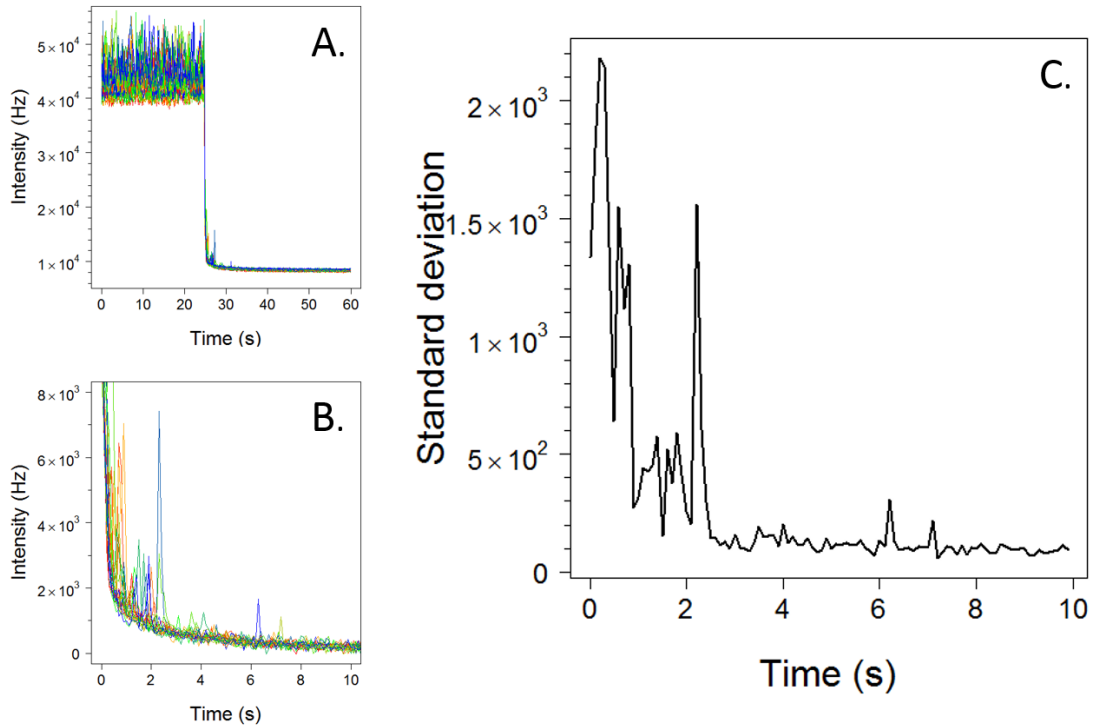 A.
Intensity (Hz)
5×10⁴
4×10⁴
3×10⁴
2×10⁴
1×10⁴
0 10 20 30 40 50 60
Time (s)
B.
Intensity (Hz)
8×10³
6×10³
4×10³
2×10³
0
0 2 4 6 8 10
Time (s)
C.
Standard deviation
2×10³
1.5×10³
1×10³
5×10²
0
0 2 4 6 8 10
Time (s)